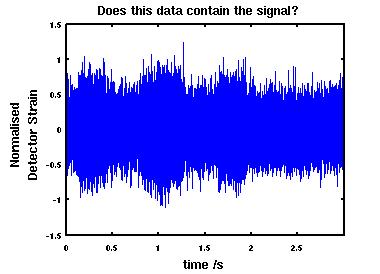 Does this data contain the signal?
1.5
1
0.5
0
-0.5
-1
-1.5
Normalised
Detector Strain
0 0.5 1 1.5 2 2.5
time /s